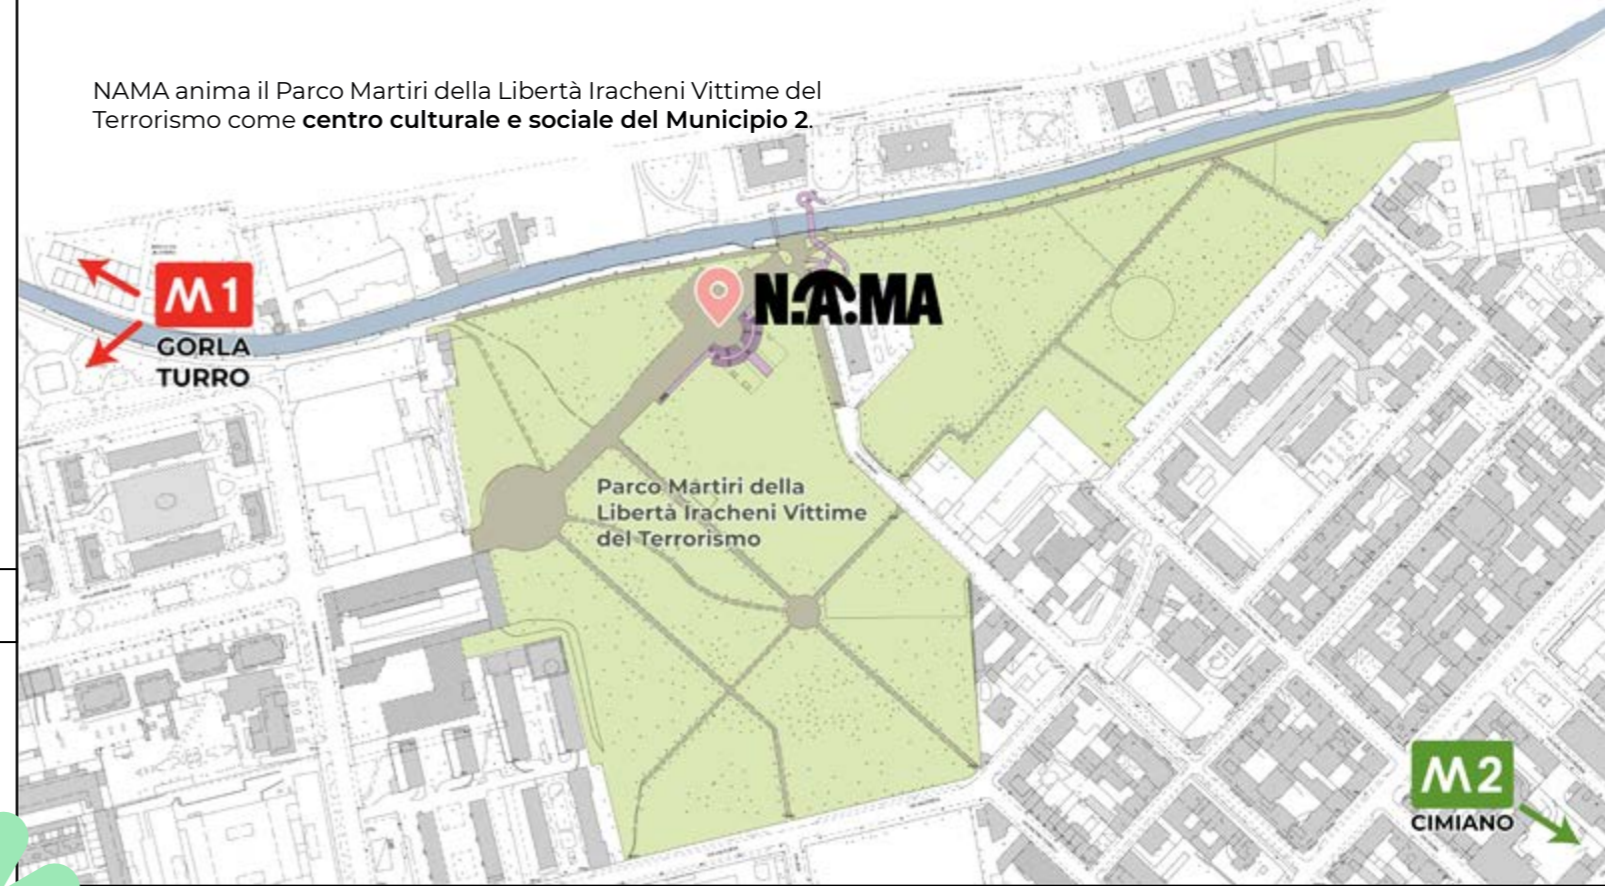 NAMA anima il Parco Martiri della Libertà Iracheni Vittime del
Terrorismo come centro culturale e sociale del Municipio 2.
M1
GORLA
TURRO
N.A.MA
Parco Martiri della
Libertà Iracheni Vittime
del Terrorismo
M2
CIMIANO